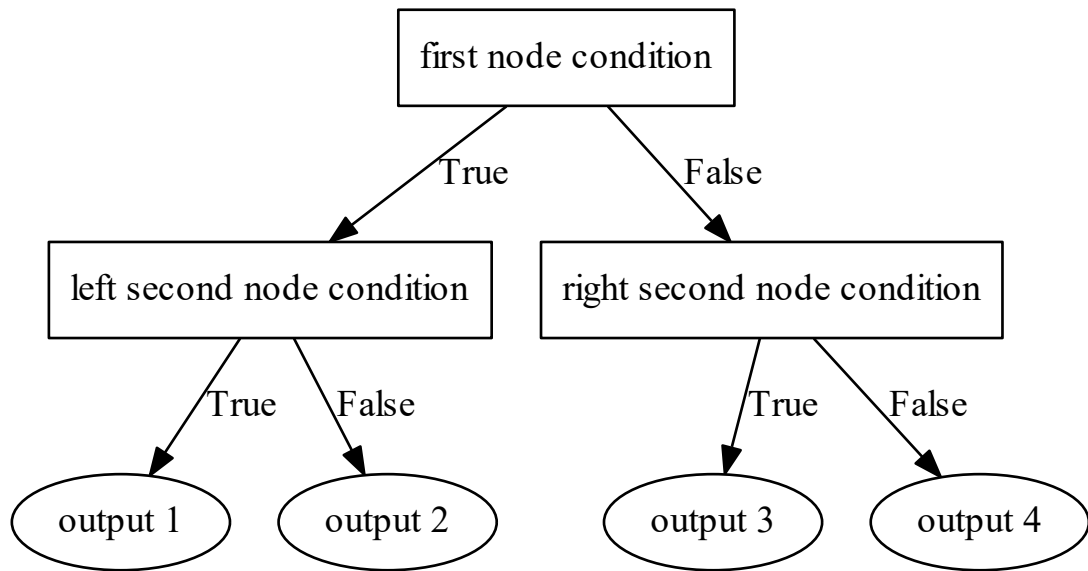 first node condition
True
False
left second node condition
right second node condition
True
False
True
False
output 1
output 2
output 3
output 4